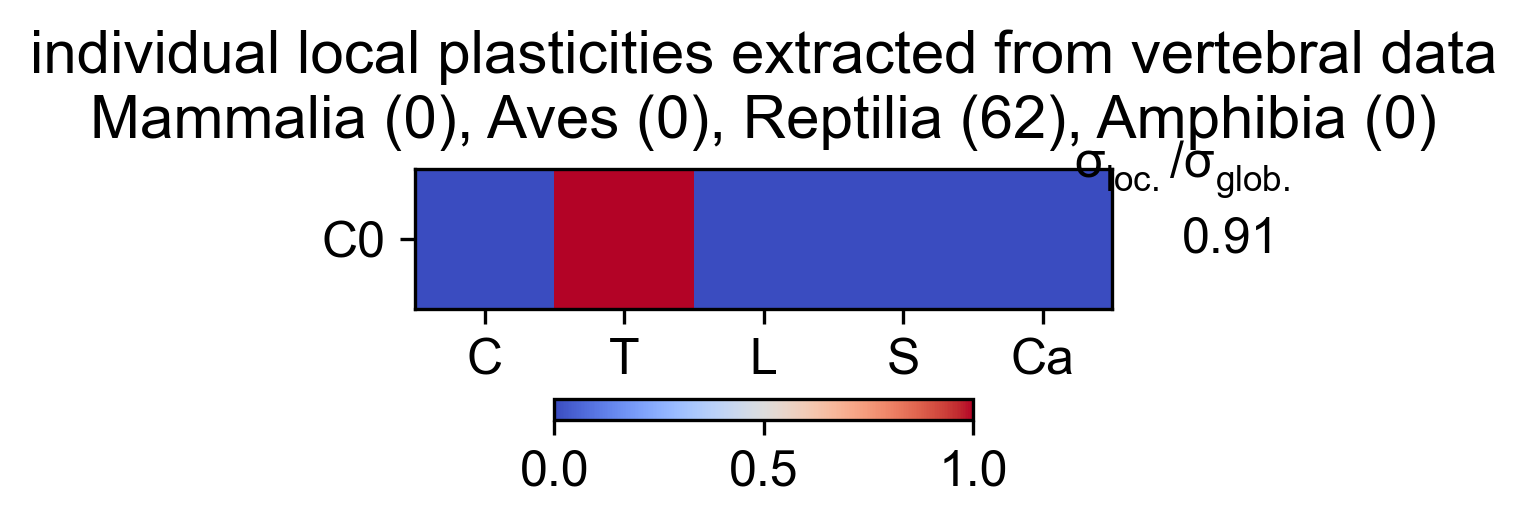 individual local plasticities extracted from vertebral data
Mammalia (0), Aves (0), Reptilia (62), Amphibia (0)
σloc. /σglob.
C0 0.91
C T L S Ca
0.0 0.5 1.0